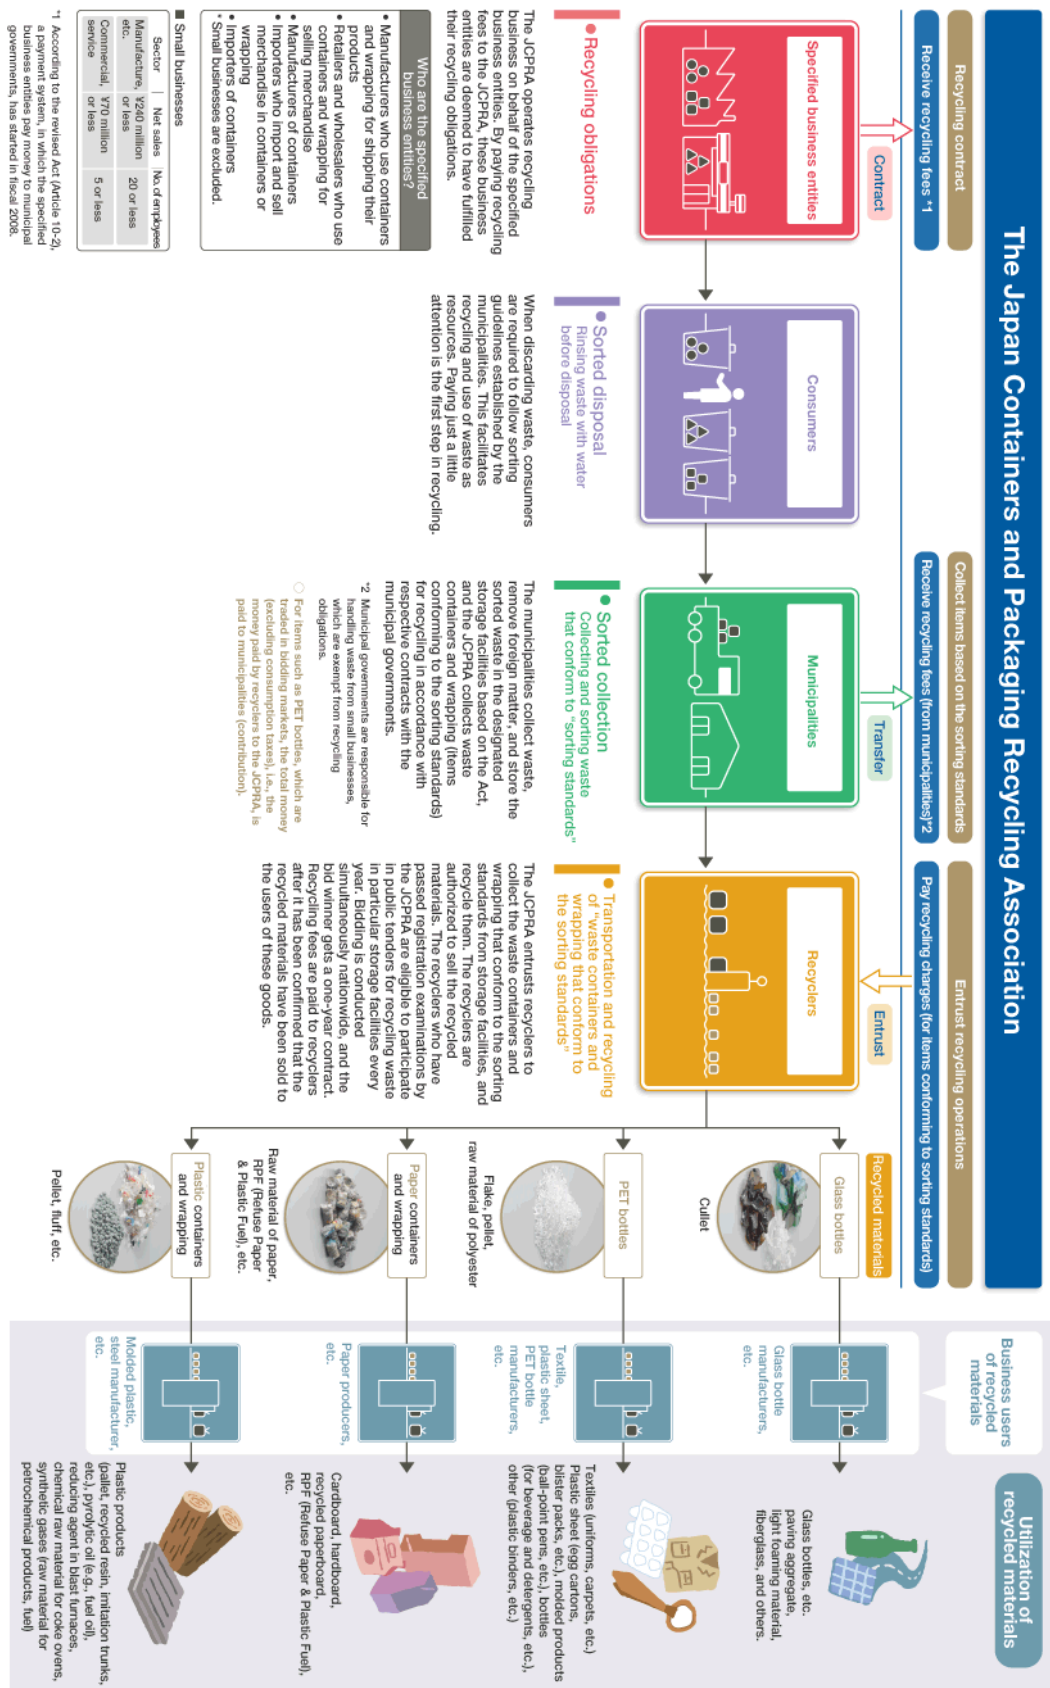 The Japan Containers and Packaging Recycling Association
Recycling contract
Receive recycling fees *1
Collect items based on the sorting standards
Receive recycling fees (from municipalities)*2
Entrust recycling operations
Pay recycling charges (for items conforming to sorting standards)
Contract
Transfer
Entrust
Specified business entities
● Recycling obligations
The JCPRA operates recycling
business on behalf of the specified
business entities. By paying recycling
fees to the JCPRA, these business
entities are deemed to have fulfilled
their recycling obligations.
Who are the specified
business entities?
• Manufacturers who use containers
and wrapping for shipping their
products
• Retailers and wholesalers who use
containers and wrapping for
selling merchandise
• Manufacturers of containers
• Importers who import and sell
merchandise in containers or
wrapping
• Importers of containers
* Small businesses are excluded.
■ Small businesses
Sector Net sales No. of employees
Manufacture, etc. ¥240 million or less 20 or less
Commercial, service ¥70 million or less 5 or less
*1 According to the revised Act (Article 10-2),
a payment system, in which the specified
business entities pay money to municipal
governments, has started in fiscal 2008.
Consumers
● Sorted disposal
Rinsing waste with water
before disposal
When discarding waste, consumers
are required to follow sorting
guidelines established by the
municipalities. This facilitates
recycling and use of waste as
resources. Paying just a little
attention is the first step in recycling.
Municipalities
● Sorted collection
Collecting and sorting waste
that conform to "sorting standards"
The municipalities collect waste,
remove foreign matter, and store the
sorted waste in the designated
storage facilities based on the Act,
and the JCPRA collects waste
containers and wrapping (items
conforming to the sorting standards)
for recycling in accordance with
respective contracts with the
municipal governments.
*2 Municipal governments are responsible for
handling waste from small businesses,
which are exempt from recycling
obligations.
○ For items such as PET bottles, which are
traded in bidding markets, the total money
(excluding consumption taxes), i.e., the
money paid by recyclers to the JCPRA, is
paid to municipalities (contribution).
Recyclers
● Transportation and recycling
of "waste containers and
wrapping that conform to
the sorting standards"
The JCPRA entrusts recyclers to
collect the waste containers and
wrapping that conform to the sorting
standards from storage facilities, and
recycle them. The recyclers are
authorized to sell the recycled
materials. The recyclers who have
passed registration examinations by
the JCPRA are eligible to participate
in public tenders for recycling waste
in particular storage facilities every
year. Bidding is conducted
simultaneously nationwide, and the
bid winner gets a one-year contract.
Recycling fees are paid to recyclers
after it has been confirmed that the
recycled materials have been sold to
the users of these goods.
Recycled materials
Glass bottles
Cullet
PET bottles
Flake, pellet,
raw material of polyester
Paper containers
and wrapping
Raw material of paper,
RPF (Refuse Paper
& Plastic Fuel), etc.
Plastic containers
and wrapping
Pellet, fluff, etc.
Business users
of recycled
materials
Glass bottle
manufacturers,
etc.
Textile,
plastic sheet,
PET bottle
manufacturers,
etc.
Paper producers,
etc.
Molded plastic,
steel manufacturer,
etc.
Utilization of
recycled materials
Glass bottles, etc.
paving aggregate,
light foaming material,
fiberglass, and others.
Textiles (uniforms, carpets, etc.)
Plastic sheet (egg cartons,
blister packs, etc.), molded products
(ball-point pens, etc.), bottles
(for beverage and detergents, etc.),
other (plastic binders, etc.)
Cardboard, hardboard,
recycled paperboard,
RPF (Refuse Paper & Plastic Fuel),
etc.
Plastic products
(pallet, recycled resin, imitation trunks,
etc.), pyrolytic oil (e.g., fuel oil),
reducing agent in blast furnaces,
chemical raw material for coke ovens,
synthetic gases (raw material for
petrochemical products, fuel)